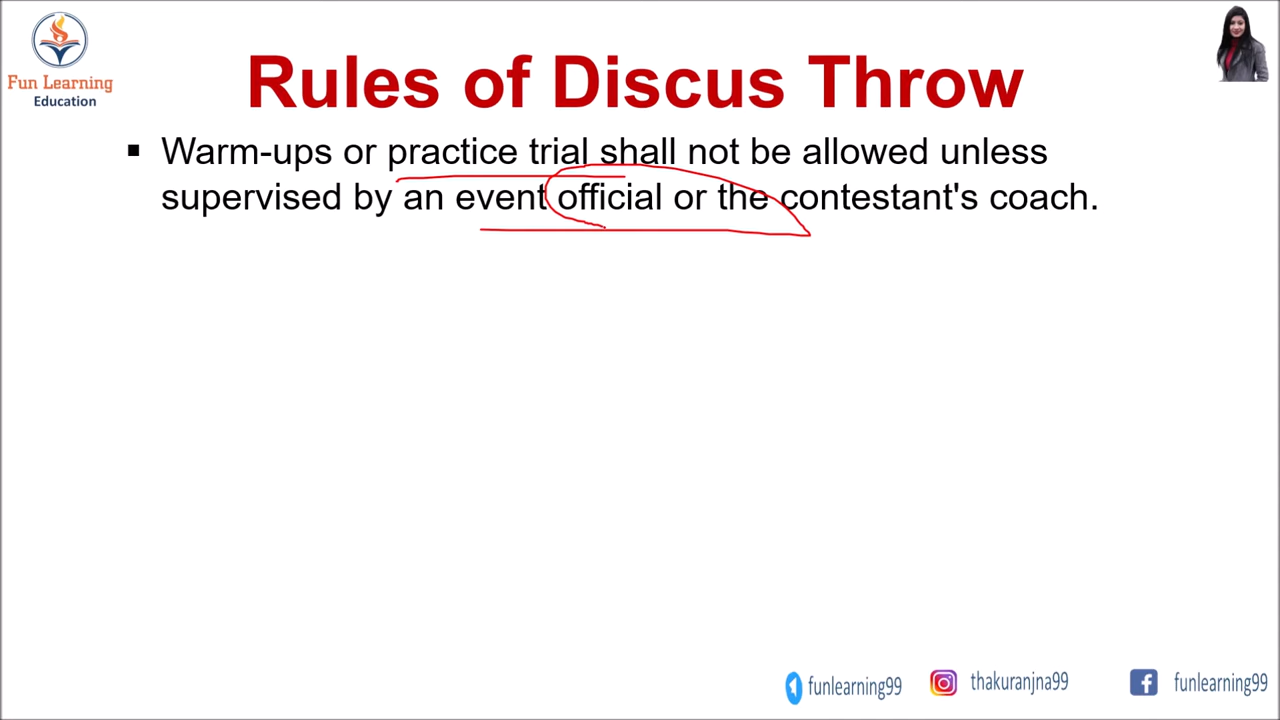 Fun Learning
Education
Rules of Discus Throw
▪ Warm-ups or practice trial shall not be allowed unless
supervised by an event official or the contestant's coach.
funlearning99
thakuranjna99
funlearning99